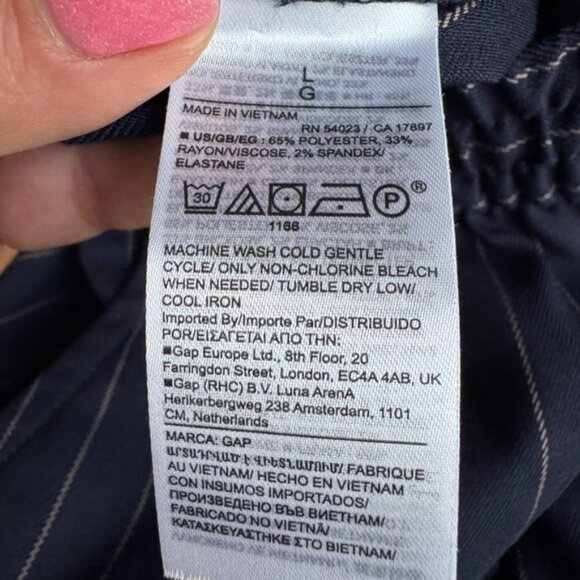 L
G
MADE IN VIETNAM
RN 54023 / CA 17897
■ US/GB/EG : 65% POLYESTER, 33%
RAYON/VISCOSE, 2% SPANDEX/
ELASTANE
30 P ®
1166
MACHINE WASH COLD GENTLE
CYCLE/ ONLY NON-CHLORINE BLEACH
WHEN NEEDED/ TUMBLE DRY LOW/
COOL IRON
Imported By/Importe Par/DISTRIBUIDO
POR/ΕΙΣΑΓΕΤΑΙ ΑΠΟ ΤΗΝ:
■Gap Europe Ltd., 8th Floor, 20
Farringdon Street, London, EC4A 4AB, UK
■Gap (RHC) B.V. Luna ArenA
Herikerbergweg 238 Amsterdam, 1101
CM, Netherlands
MARCA: GAP
ԱՐՏԱԴՐՎԱԾ Է ՎԻԵՏՆԱՄՈՒՄ/ FABRIQUE
AU VIETNAM/ HECHO EN VIETNAM
CON INSUMOS IMPORTADOS/
ПРОИЗВЕДЕНО ВЪВ ВИЕТНАМ/
FABRICADO NO VIETNÃ/
ΚΑΤΑΣΚΕΥΑΣΤΗΚΕ ΣΤΟ ΒΙΕΤΝΑΜ/